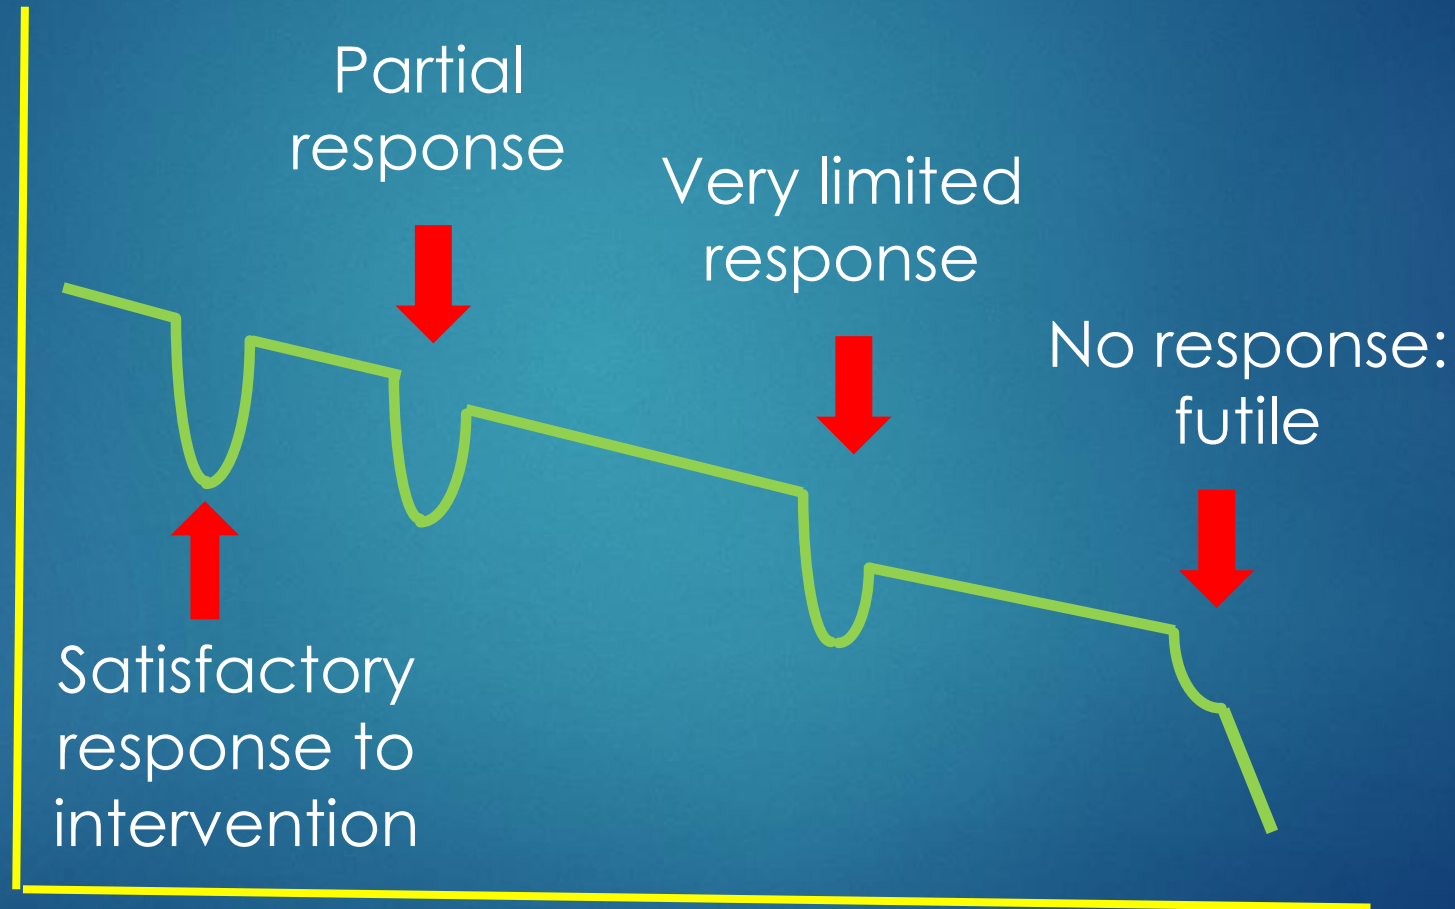 Partial
response
Very limited
response
No response:
futile
Satisfactory
response to
intervention